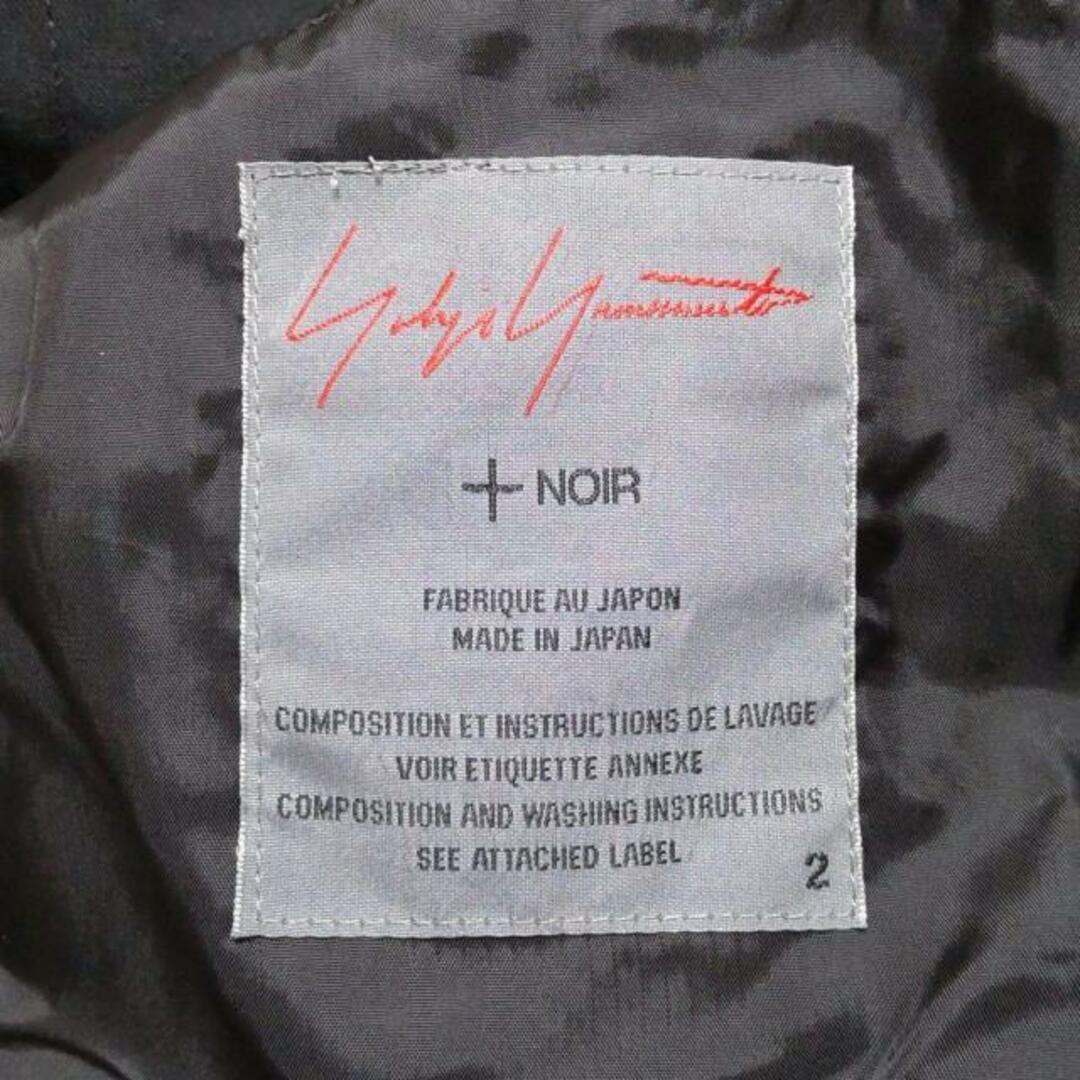 Yohji Yamamoto
+ NOIR
FABRIQUE AU JAPON
MADE IN JAPAN
COMPOSITION ET INSTRUCTIONS DE LAVAGE
VOIR ETIQUETTE ANNEXE
COMPOSITION AND WASHING INSTRUCTIONS
SEE ATTACHED LABEL
2